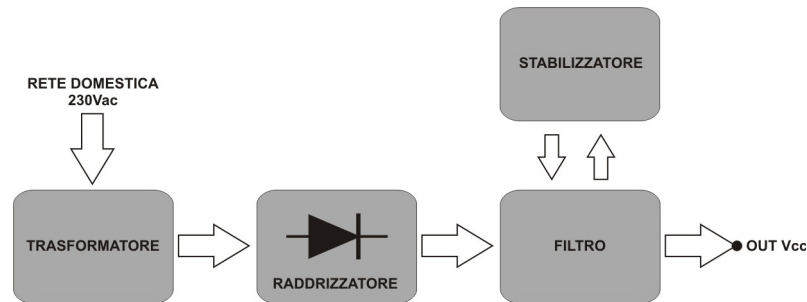 STABILIZZATORE
RETE DOMESTICA
230Vac
TRASFORMATORE
RADDRIZZATORE
FILTRO
OUT Vcc